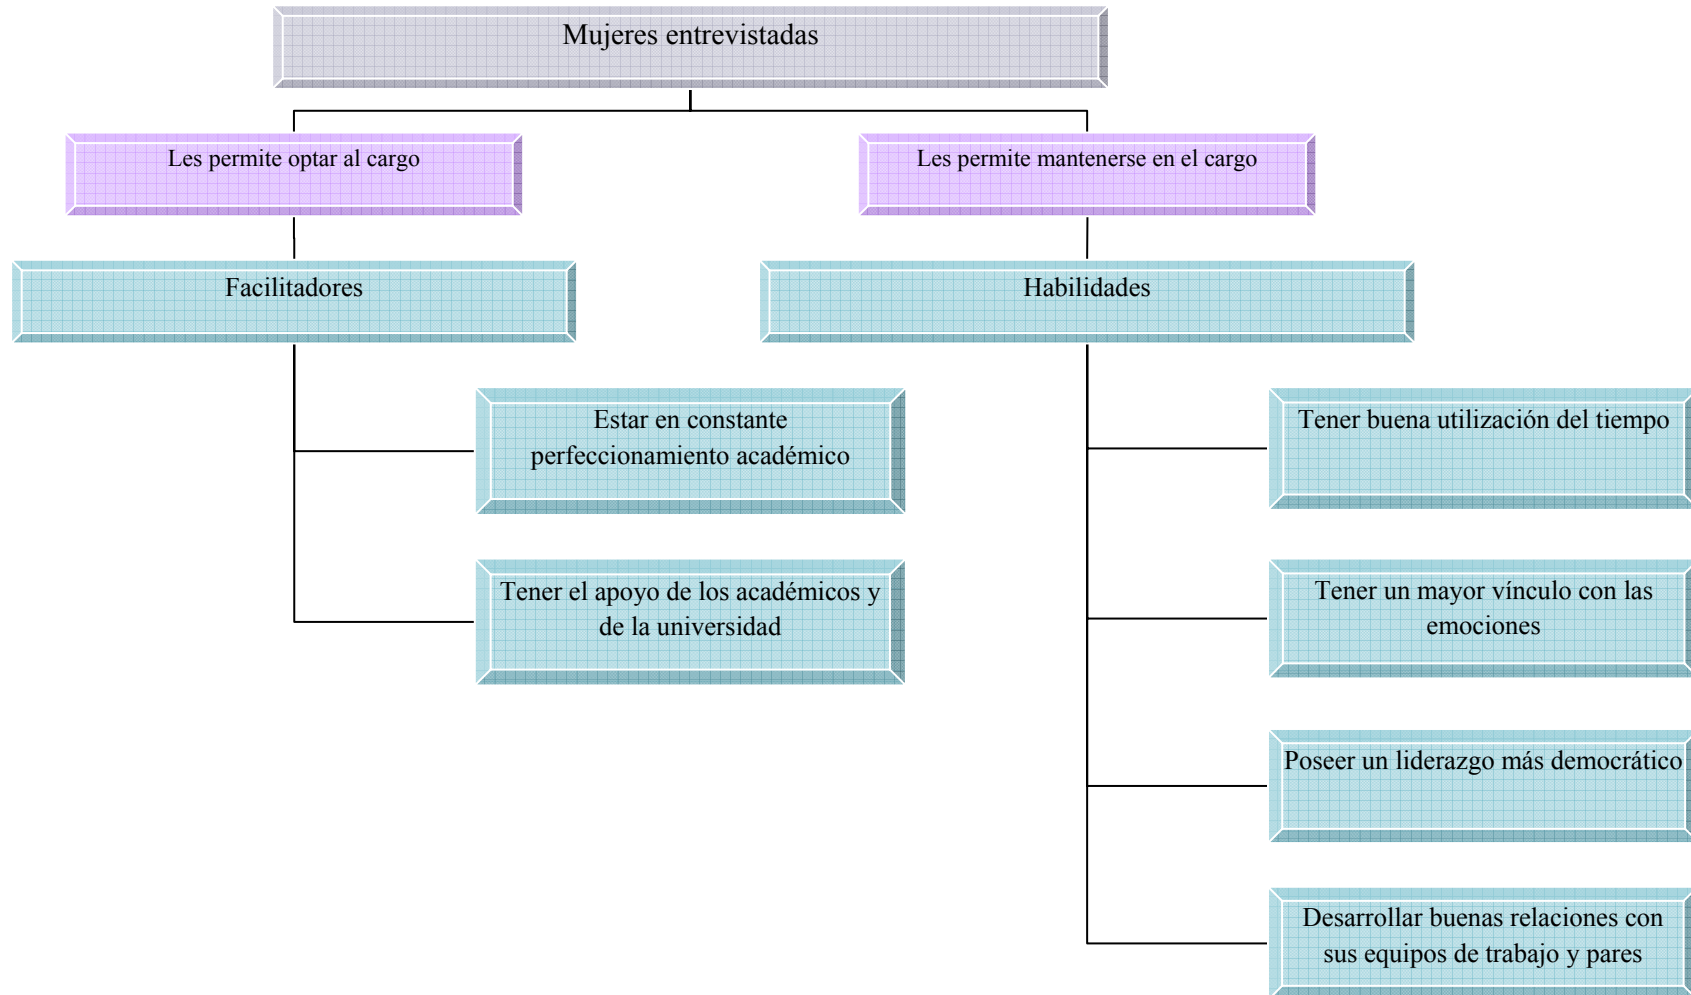 Mujeres entrevistadas
Les permite optar al cargo
Les permite mantenerse en el cargo
Facilitadores
Habilidades
Estar en constante
perfeccionamiento académico
Tener el apoyo de los académicos y
de la universidad
Tener buena utilización del tiempo
Tener un mayor vínculo con las
emociones
Poseer un liderazgo más democrático
Desarrollar buenas relaciones con
sus equipos de trabajo y pares